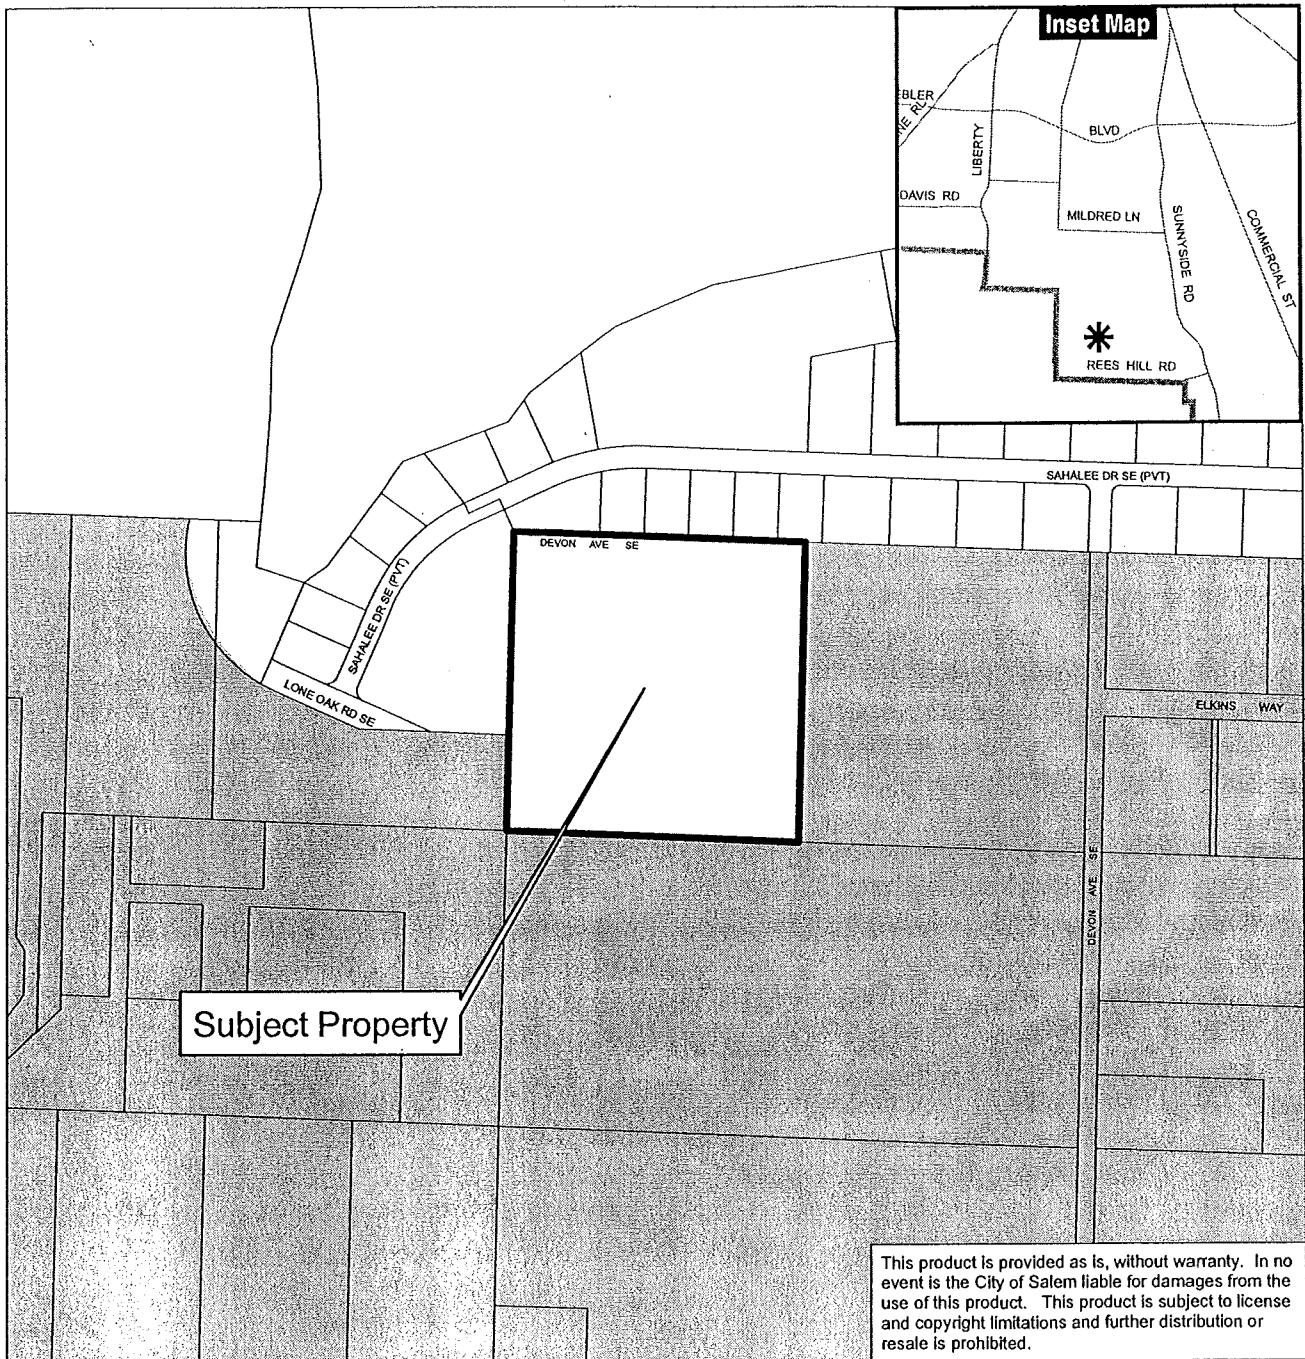 Inset Map
EBLER
NE RD
LIBERTY
BLVD
DAVIS RD
MILDRED LN
SUNNYSIDE RD
COMMERCIAL ST
REES HILL RD
SAHALEE DR SE (PVT)
DEVON AVE SE
SAHALEE DR SE (PVT)
LONE OAK RD SE
ELKINS WAY
DEVON AVE SE
Subject Property
This product is provided as is, without warranty. In no
event is the City of Salem liable for damages from the
use of this product. This product is subject to license
and copyright limitations and further distribution or
resale is prohibited.